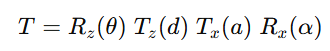 T = R_z(θ) T_z(d) T_x(a) R_x(α)